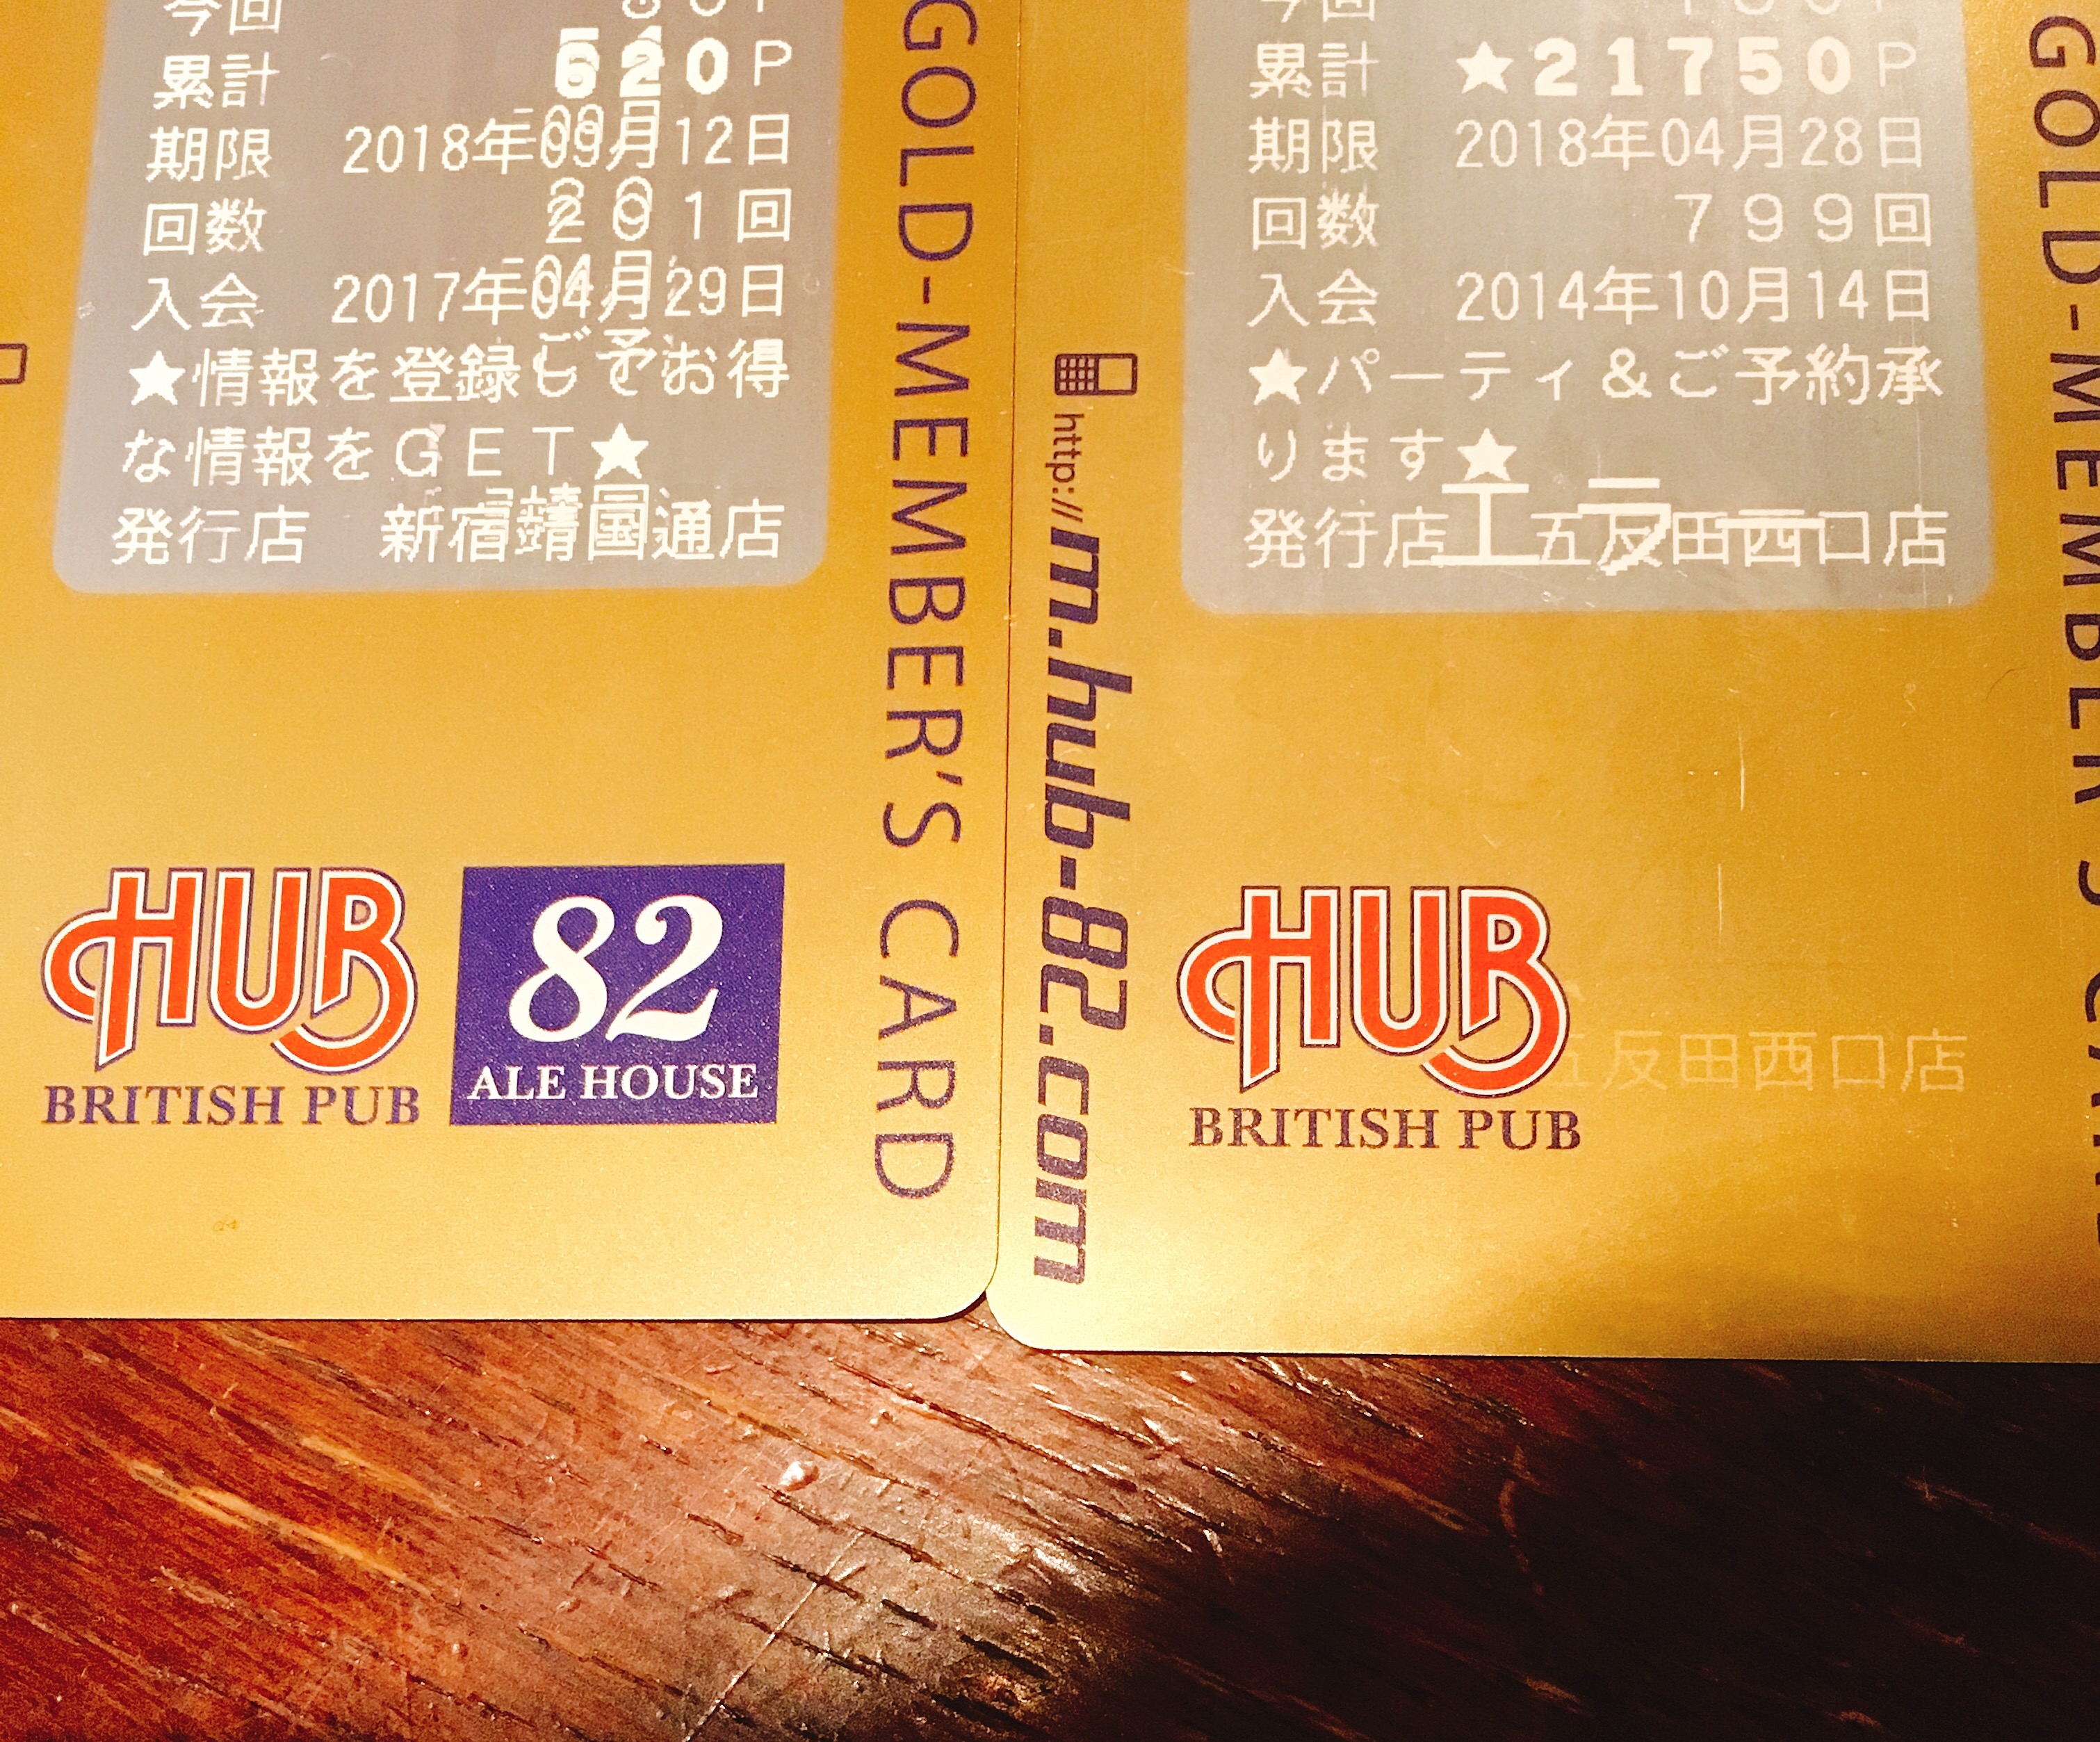 今回
累計 620P
期限 2018年09月12日
回数 201回
入会 2017年04月29日
★情報を登録してお得
な情報をGET★
発行店 新宿靖国通店
HUB
BRITISH PUB
82
ALE HOUSE
GOLD-MEMBER'S CARD
http://m.hub-82.com
今回
累計 ★21750P
期限 2018年04月28日
回数 799回
入会 2014年10月14日
★パーティ&ご予約承
ります★
発行店 五反田西口店
エラー
HUB
BRITISH PUB
五反田西口店
GOLD-MEMBER'S